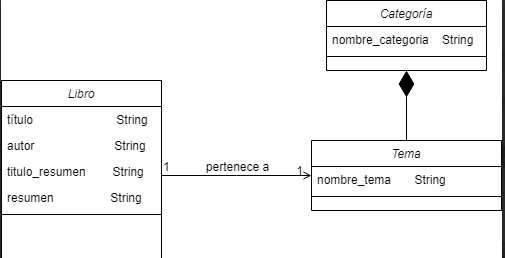 Categoría
nombre_categoria String
Libro
título String
autor String
titulo_resumen String
resumen String
1 pertenece a 1
Tema
nombre_tema String